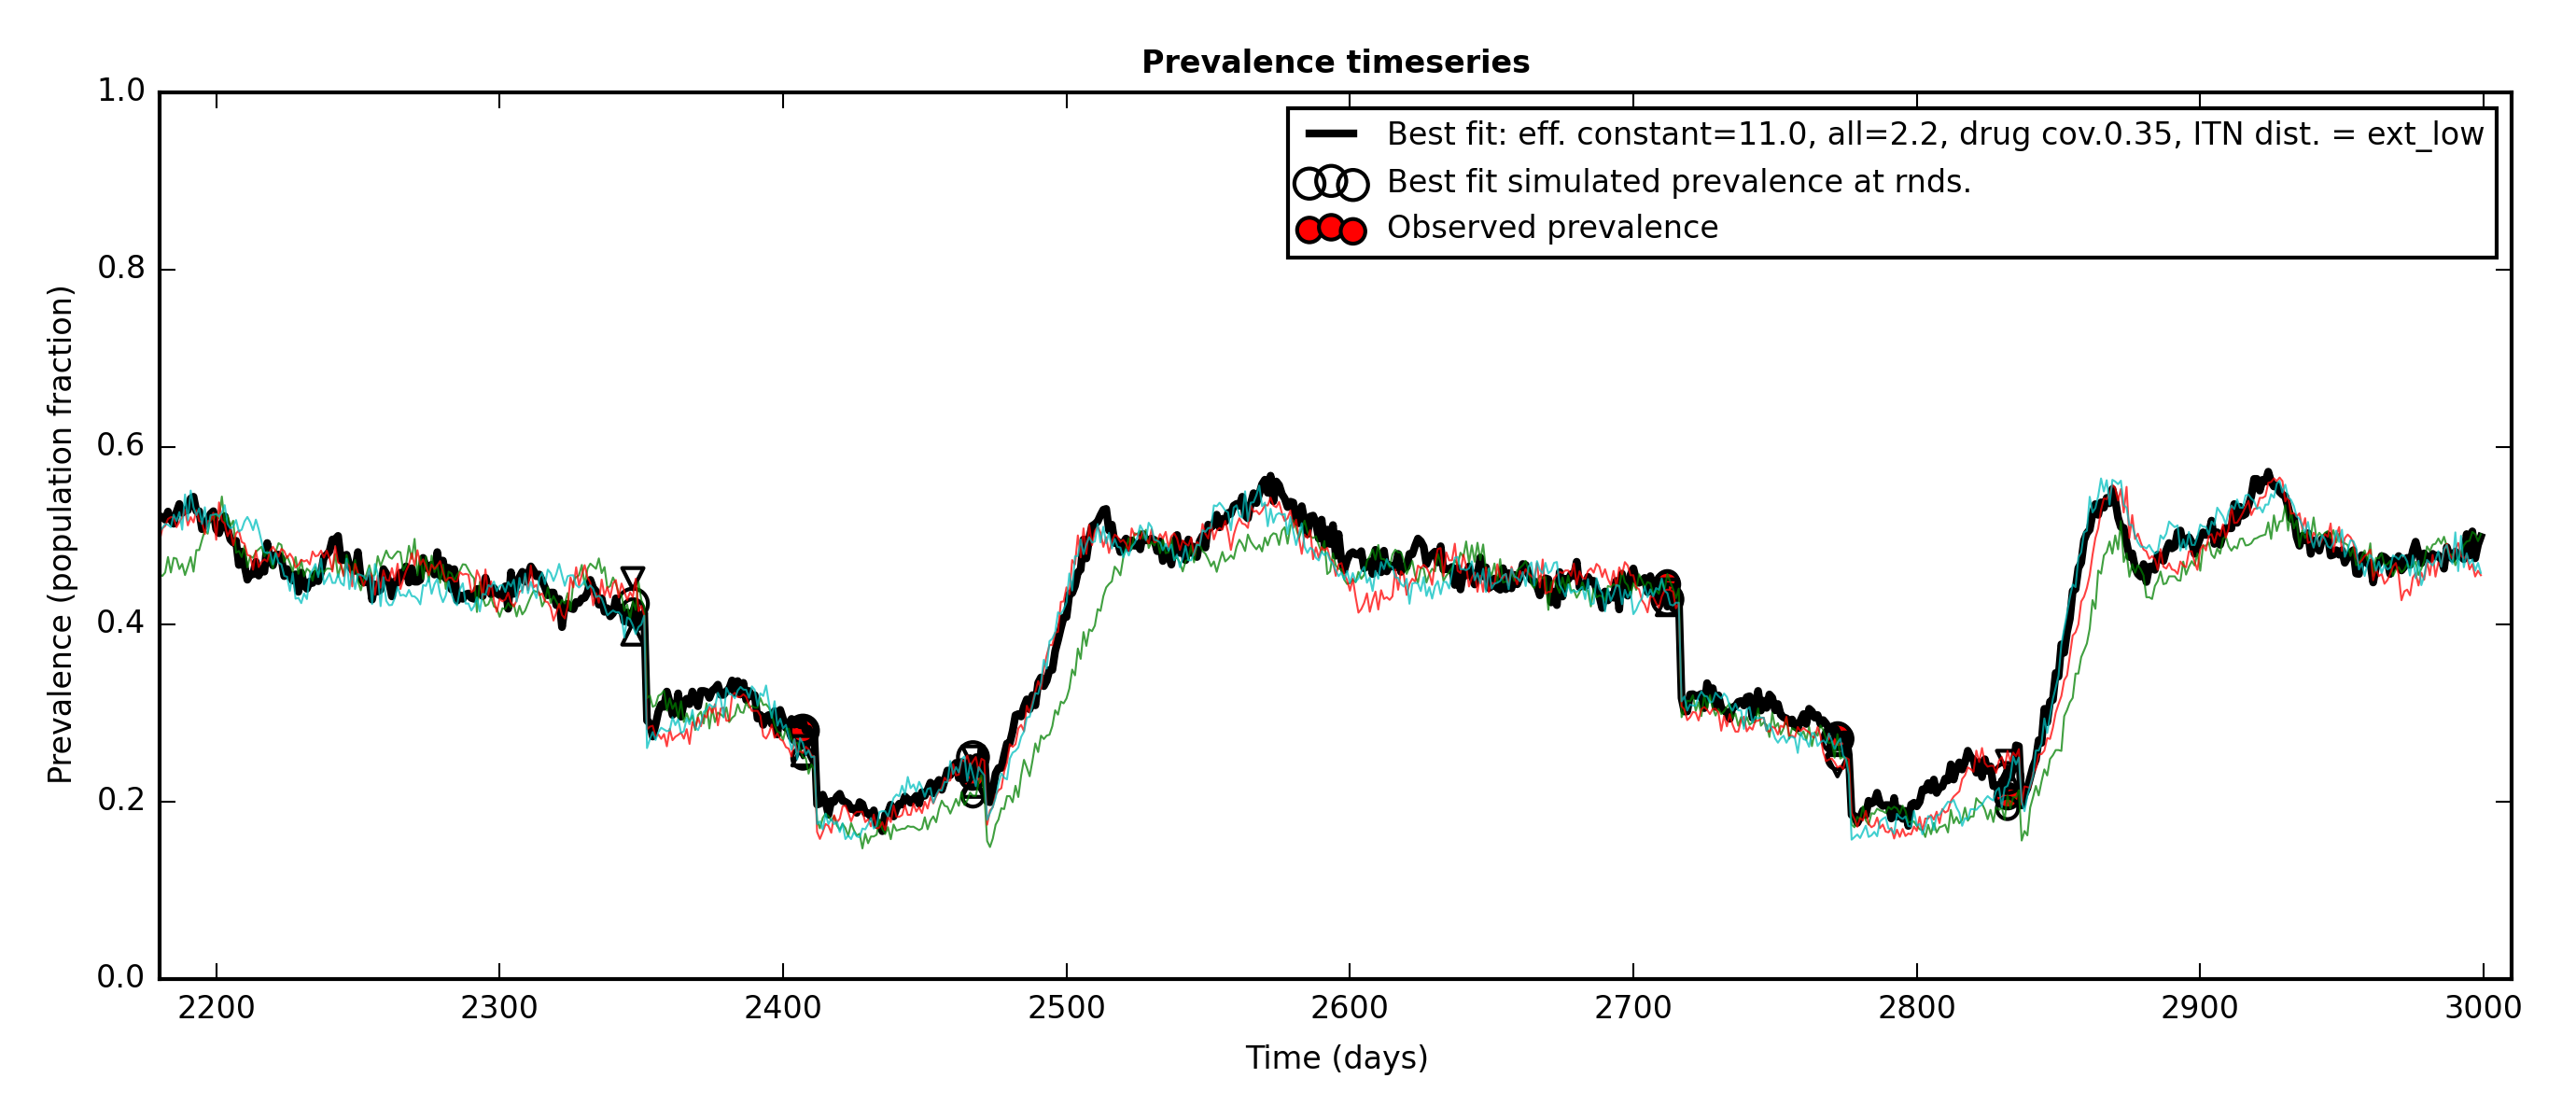 Prevalence timeseries
Best fit: eff. constant=11.0, all=2.2, drug cov.0.35, ITN dist. = ext_low
Best fit simulated prevalence at rnds.
Observed prevalence
Prevalence (population fraction)
1.0
0.8
0.6
0.4
0.2
0.0
2200 2300 2400 2500 2600 2700 2800 2900 3000
Time (days)